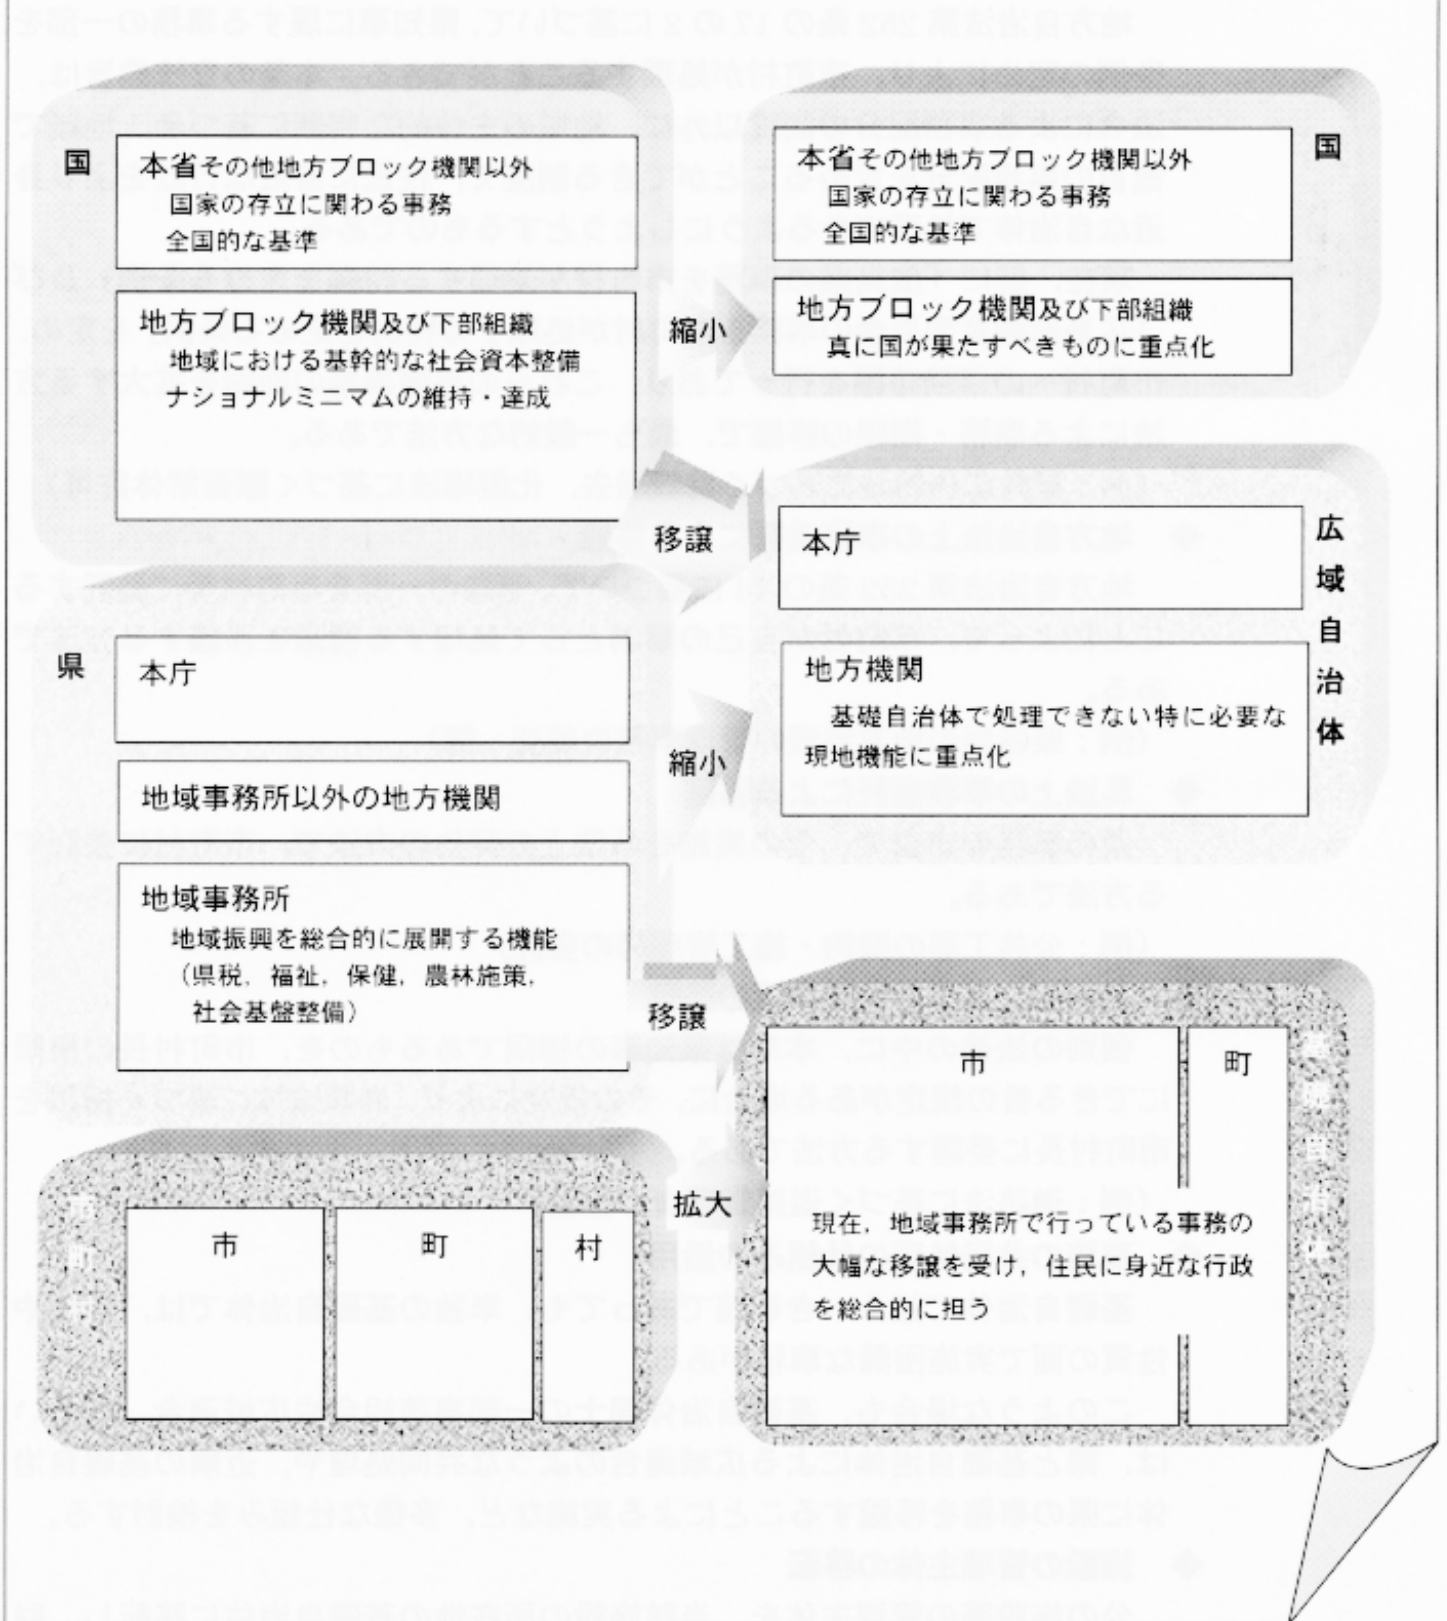 国
本省その他地方ブロック機関以外
国家の存立に関わる事務
全国的な基準
地方ブロック機関及び下部組織
地域における基幹的な社会資本整備
ナショナルミニマムの維持・達成
縮小
本省その他地方ブロック機関以外
国家の存立に関わる事務
全国的な基準
国
地方ブロック機関及び下部組織
真に国が果たすべきものに重点化
移譲
県
本庁
地域事務所以外の地方機関
地域事務所
地域振興を総合的に展開する機能
（県税，福祉，保健，農林施策，
社会基盤整備）
縮小
本庁
広域自治体
地方機関
基礎自治体で処理できない特に必要な
現地機能に重点化
移譲
市
町
村
拡大
市
町
自治体
現在，地域事務所で行っている事務の
大幅な移譲を受け，住民に身近な行政
を総合的に担う